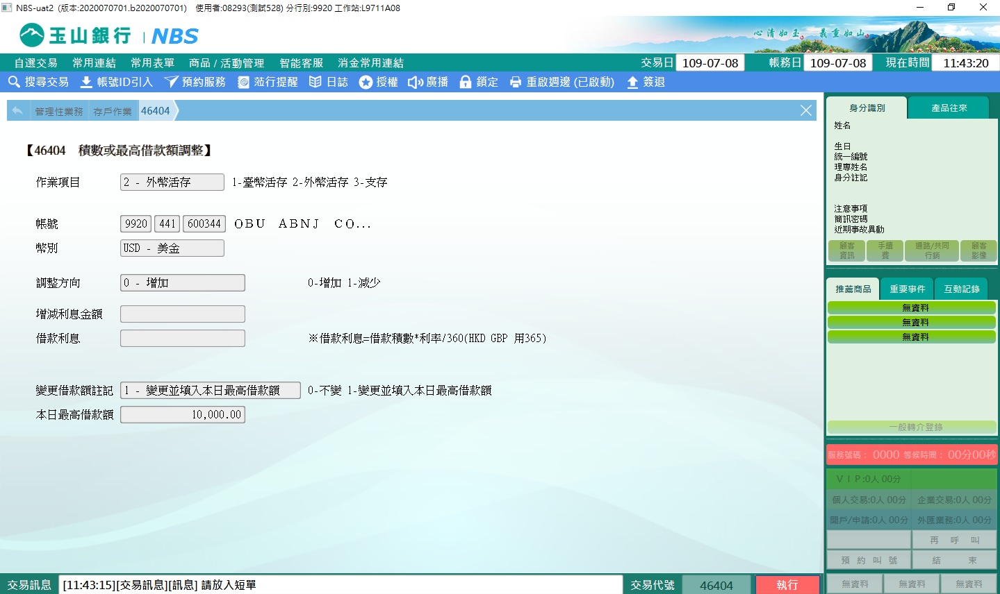 NBS-uat2 (版本:2020070701.b2020070701) 使用者:08293(測試528) 分行別:9920 工作站:L9711A08
玉山銀行 | NBS
心清如玉, 義重如山。
自選交易 常用連結 常用表單 商品 / 活動管理 智能客服 消金常用連結 交易日 109-07-08 帳務日 109-07-08 現在時間 11:43:20
搜尋交易 帳號ID引入 預約服務 蒞行提醒 日誌 授權 廣播 鎖定 重啟週邊 (已啟動) 簽退
管理性業務 存戶作業 46404
【46404 積數或最高借款額調整】
作業項目 2 - 外幣活存 1-臺幣活存 2-外幣活存 3-支存
帳號 9920 441 600344 OBU ABNJ CO...
幣別 USD - 美金
調整方向 0 - 增加 0-增加 1-減少
增減利息金額
借款利息 ※借款利息=借款積數*利率/360(HKD GBP 用365)
變更借款額註記 1 - 變更並填入本日最高借款額 0-不變 1-變更並填入本日最高借款額
本日最高借款額 10,000.00
身分識別 產品往來
姓名
生日
統一編號
理專姓名
身分註記
注意事項
簡訊密碼
近期事故異動
顧客資訊 手續費 通路/共同行銷 顧客影像
推薦商品 重要事件 互動記錄
無資料
無資料
無資料
一般轉介登錄
服務號碼： 0000 等候時間： 00分00秒
ＶＩＰ:0人 00分
個人交易:0人 00分 企業交易:0人 00分
開戶/申請:0人 00分 外匯業務:0人 00分
再 呼 叫
預 約 叫 號 結 束
無資料 無資料 無資料
交易訊息 [11:43:15][交易訊息][訊息] 請放入短單 交易代號 46404 執行